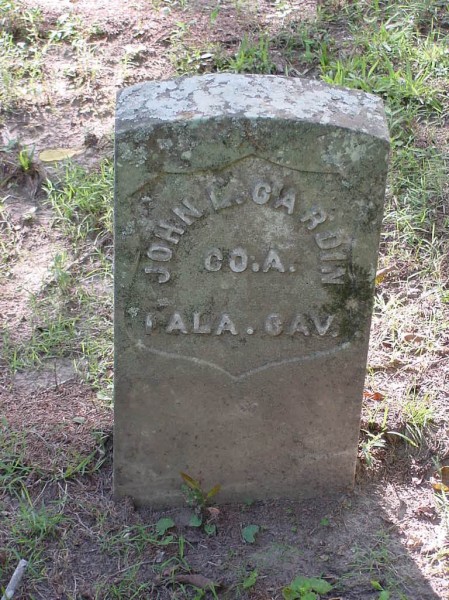 JOHN L. GARDIN
CO. A.
1 ALA. CAV.